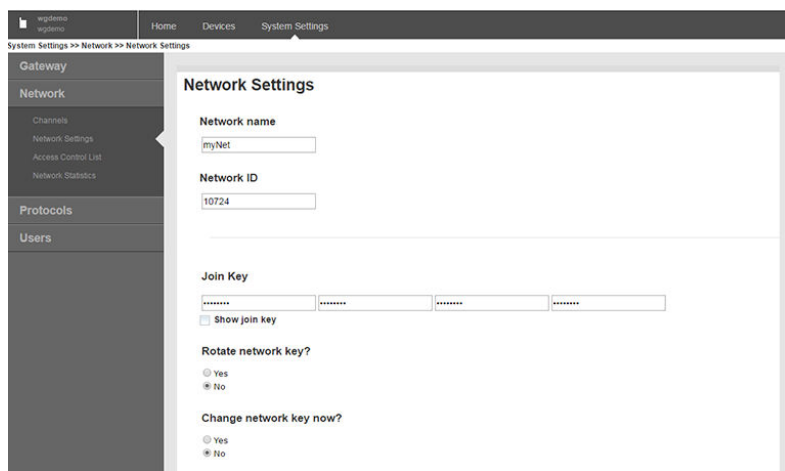 wgdemo
wgdemo
Home Devices System Settings
System Settings >> Network >> Network Settings
Gateway
Network
Channels
Network Settings
Access Control List
Network Statistics
Protocols
Users
Network Settings
Network name
myNet
Network ID
10724
Join Key
•••••••• •••••••• •••••••• ••••••••
Show join key
Rotate network key?
Yes
No
Change network key now?
Yes
No